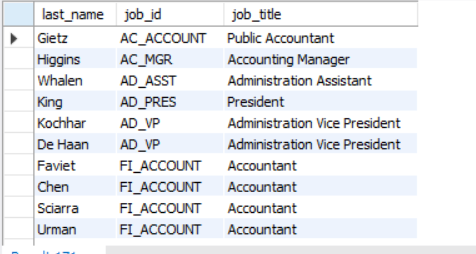 last_name job_id job_title
Gietz AC_ACCOUNT Public Accountant
Higgins AC_MGR Accounting Manager
Whalen AD_ASST Administration Assistant
King AD_PRES President
Kochhar AD_VP Administration Vice President
De Haan AD_VP Administration Vice President
Faviet FI_ACCOUNT Accountant
Chen FI_ACCOUNT Accountant
Sciarra FI_ACCOUNT Accountant
Urman FI_ACCOUNT Accountant